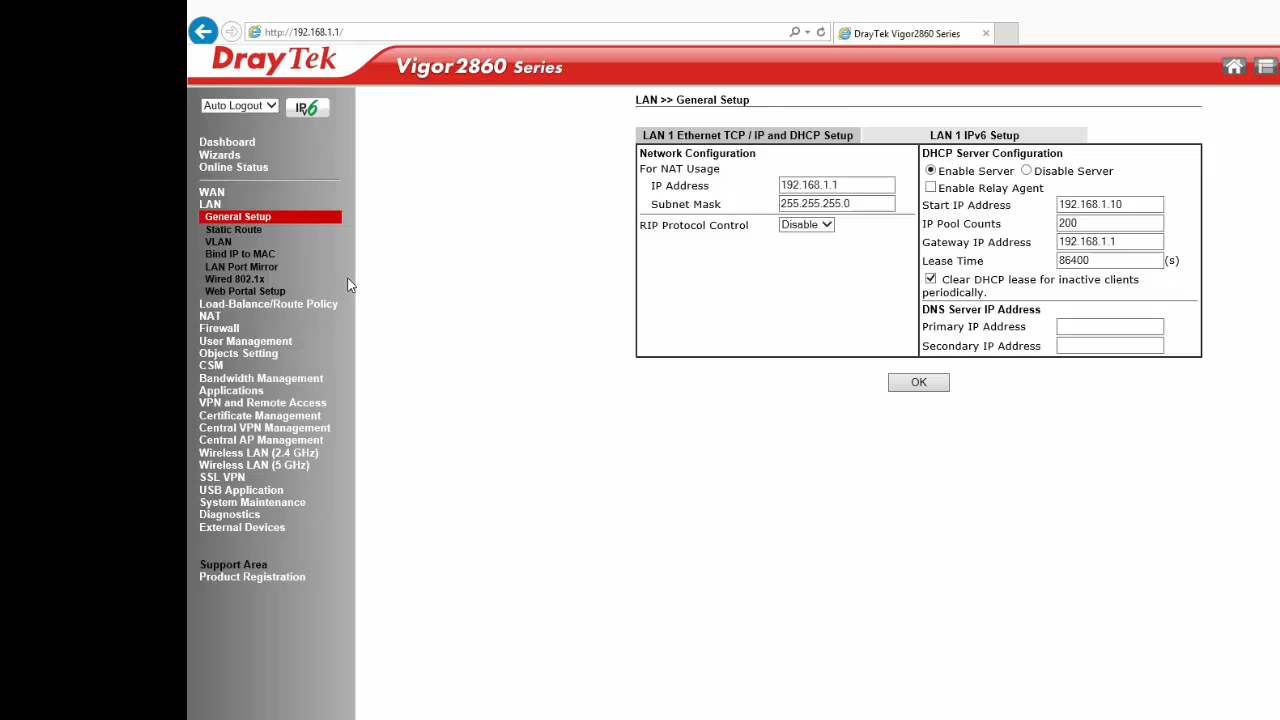 http://192.168.1.1/
DrayTek Vigor2860 Series
DrayTek
Vigor2860 Series
Auto Logout
IPv6
Dashboard
Wizards
Online Status
WAN
LAN
General Setup
Static Route
VLAN
Bind IP to MAC
LAN Port Mirror
Wired 802.1x
Web Portal Setup
Load-Balance/Route Policy
NAT
Firewall
User Management
Objects Setting
CSM
Bandwidth Management
Applications
VPN and Remote Access
Certificate Management
Central VPN Management
Central AP Management
Wireless LAN (2.4 GHz)
Wireless LAN (5 GHz)
SSL VPN
USB Application
System Maintenance
Diagnostics
External Devices
Support Area
Product Registration
LAN >> General Setup
LAN 1 Ethernet TCP / IP and DHCP Setup
LAN 1 IPv6 Setup
Network Configuration
For NAT Usage
IP Address 192.168.1.1
Subnet Mask 255.255.255.0
RIP Protocol Control Disable
DHCP Server Configuration
Enable Server Disable Server
Enable Relay Agent
Start IP Address 192.168.1.10
IP Pool Counts 200
Gateway IP Address 192.168.1.1
Lease Time 86400 (s)
Clear DHCP lease for inactive clients
periodically.
DNS Server IP Address
Primary IP Address
Secondary IP Address
OK